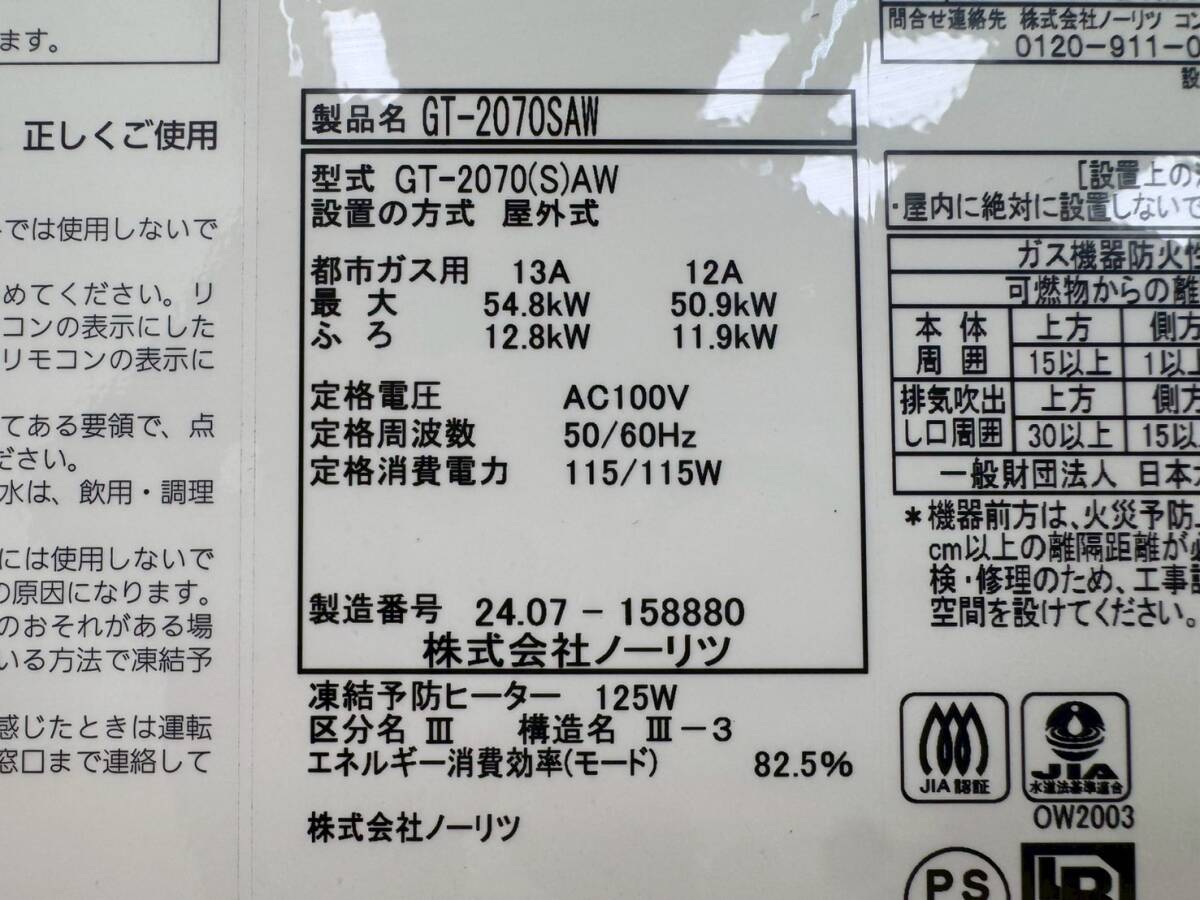 ます。
正しくご使用
では使用しないで
めてください。リ
コンの表示にした
リモコンの表示に
てある要領で、点
ださい。
水は、飲用・調理
には使用しないで
の原因になります。
のおそれがある場
いる方法で凍結予
感じたときは運転
窓口まで連絡して
製品名 GT-2070SAW
型式 GT-2070(S)AW
設置の方式 屋外式
都市ガス用 13A 12A
最大 54.8kW 50.9kW
ふろ 12.8kW 11.9kW
定格電圧 AC100V
定格周波数 50/60Hz
定格消費電力 115/115W
製造番号 24.07 - 158880
株式会社ノーリツ
凍結予防ヒーター 125W
区分名 Ⅲ 構造名 Ⅲ-3
エネルギー消費効率(モード) 82.5%
株式会社ノーリツ
問合せ連絡先 株式会社ノーリツ コン
0120-911-0
設
[設置上の
・屋内に絶対に設置しないで
ガス機器防火性
可燃物からの離
本体周囲 上方 側方
15以上 1以上
排気吹出し口周囲 上方 側方
30以上 15以上
一般財団法人 日本
*機器前方は、火災予防上
cm以上の離隔距離が必
検・修理のため、工事説
空間を設けてください。
JIA認証
JIA
水道法基準適合
OW2003
PS